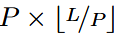 P × ⌊L/P⌋